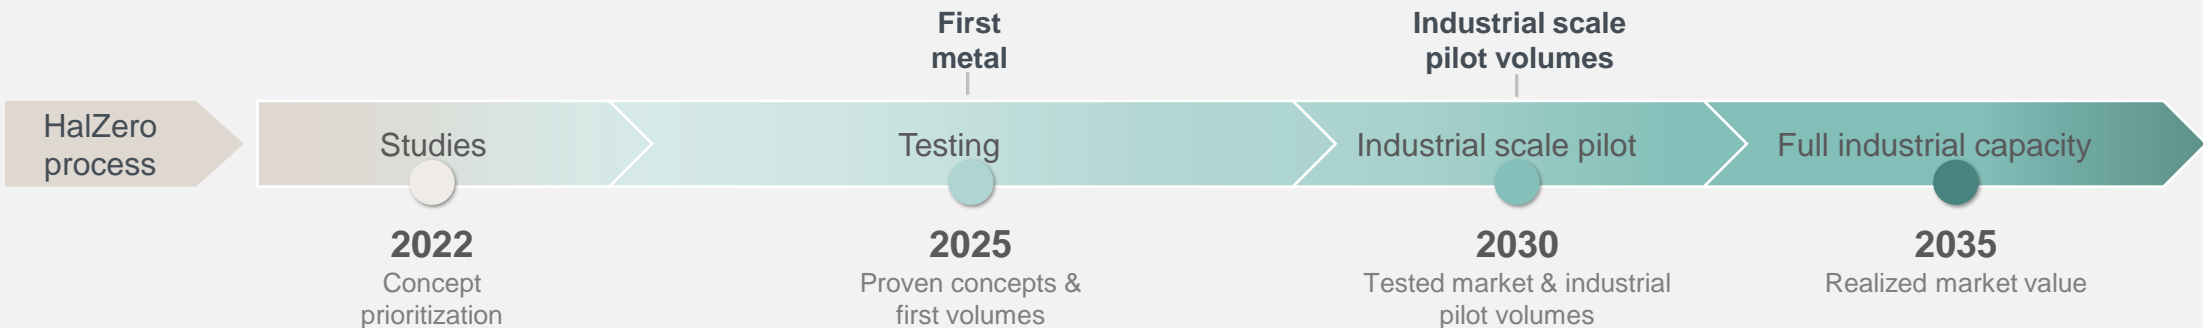 First
metal
Industrial scale
pilot volumes
HalZero
process
Studies
Testing
Industrial scale pilot
Full industrial capacity
2022
Concept
prioritization
2025
Proven concepts &
first volumes
2030
Tested market & industrial
pilot volumes
2035
Realized market value